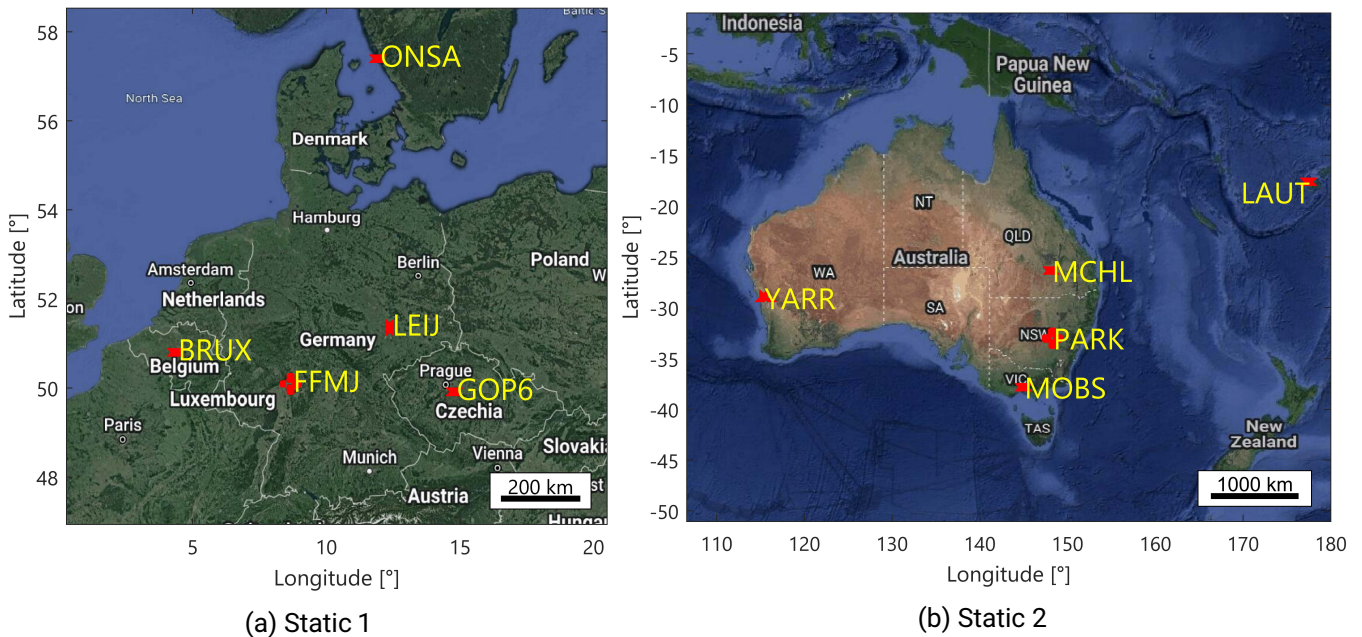 58
56
54
52
50
48
Latitude [°]
5
10
15
20
Longitude [°]
Baltic S
ONSA
North Sea
Denmark
Hamburg
Amsterdam
Berlin
Poland
W
Netherlands
on
LEIJ
Germany
BRUX
Belgium
Prague
FFMJ
GOP6
Luxembourg
Czechia
Paris
Slovakia
Munich
Vienna
200 km
st
Austria
Hungar
(a) Static 1
-5
-10
-15
-20
-25
-30
-35
-40
-45
-50
Latitude [°]
110
120
130
140
150
160
170
180
Longitude [°]
Indonesia
Papua New
Guinea
LAUT
NT
QLD
Australia
MCHL
WA
YARR
SA
NSW
PARK
VIC
MOBS
TAS
New
Zealand
1000 km
(b) Static 2